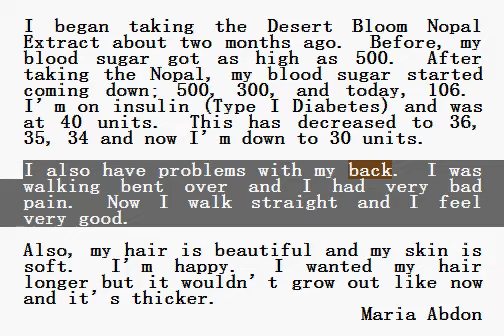 I began taking the Desert Bloom Nopal
Extract about two months ago. Before, my
blood sugar got as high as 500. After
taking the Nopal, my blood sugar started
coming down; 500, 300, and today, 106.
I'm on insulin (Type I Diabetes) and was
at 40 units. This has decreased to 36,
35, 34 and now I'm down to 30 units.
I also have problems with my back. I was
walking bent over and I had very bad
pain. Now I walk straight and I feel
very good.
Also, my hair is beautiful and my skin is
soft. I'm happy. I wanted my hair
longer but it wouldn't grow out like now
and it's thicker.
Maria Abdon